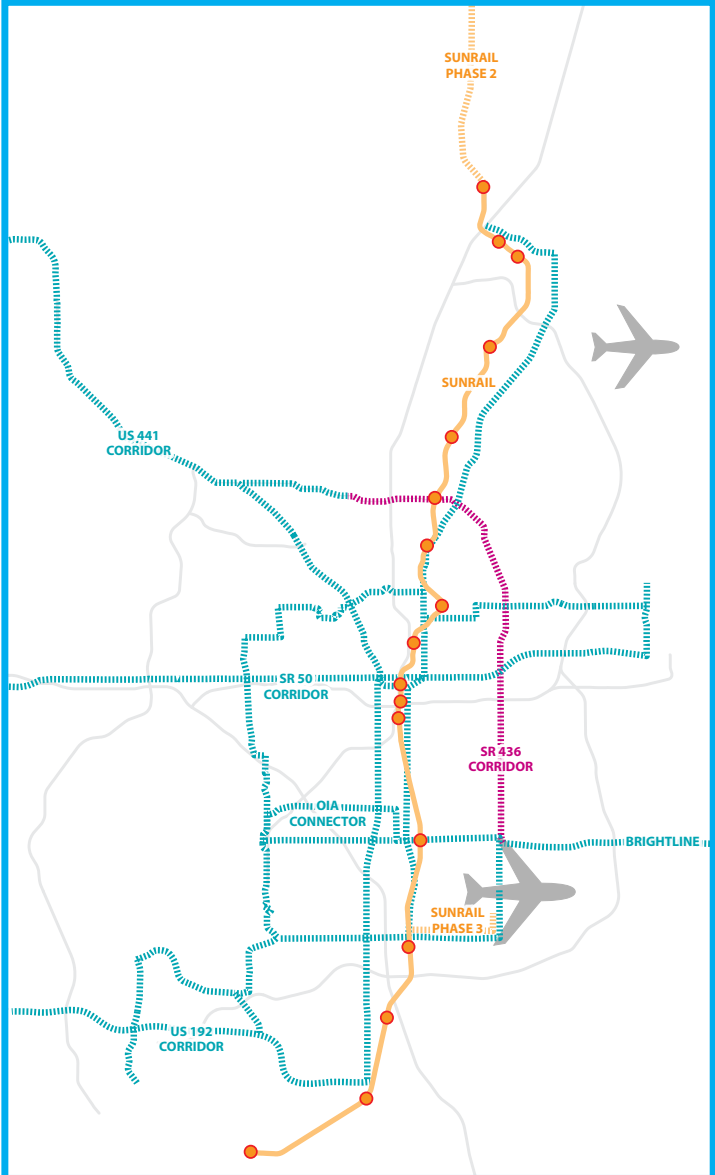 SUNRAIL
PHASE 2
SUNRAIL
US 441
CORRIDOR
SR 50
CORRIDOR
SR 436
CORRIDOR
OIA
CONNECTOR
BRIGHTLINE
SUNRAIL
PHASE 3
US 192
CORRIDOR